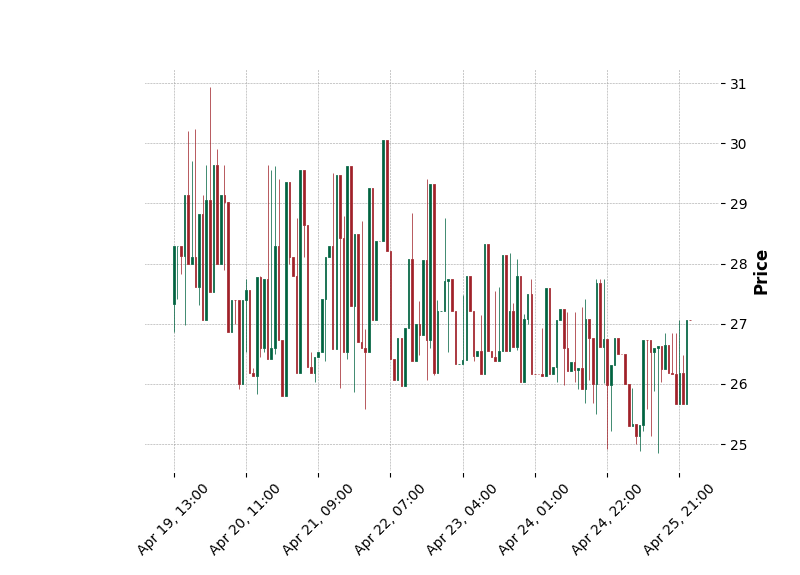 31
30
29
28
27
26
25
Price
Apr 19, 13:00
Apr 20, 11:00
Apr 21, 09:00
Apr 22, 07:00
Apr 23, 04:00
Apr 24, 01:00
Apr 24, 22:00
Apr 25, 21:00